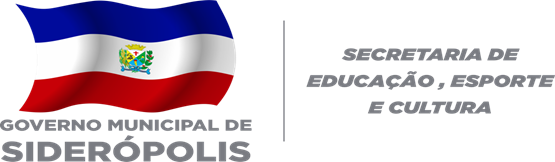 GOVERNO MUNICIPAL DE
SIDERÓPOLIS
SECRETARIA DE
EDUCAÇÃO , ESPORTE
E CULTURA